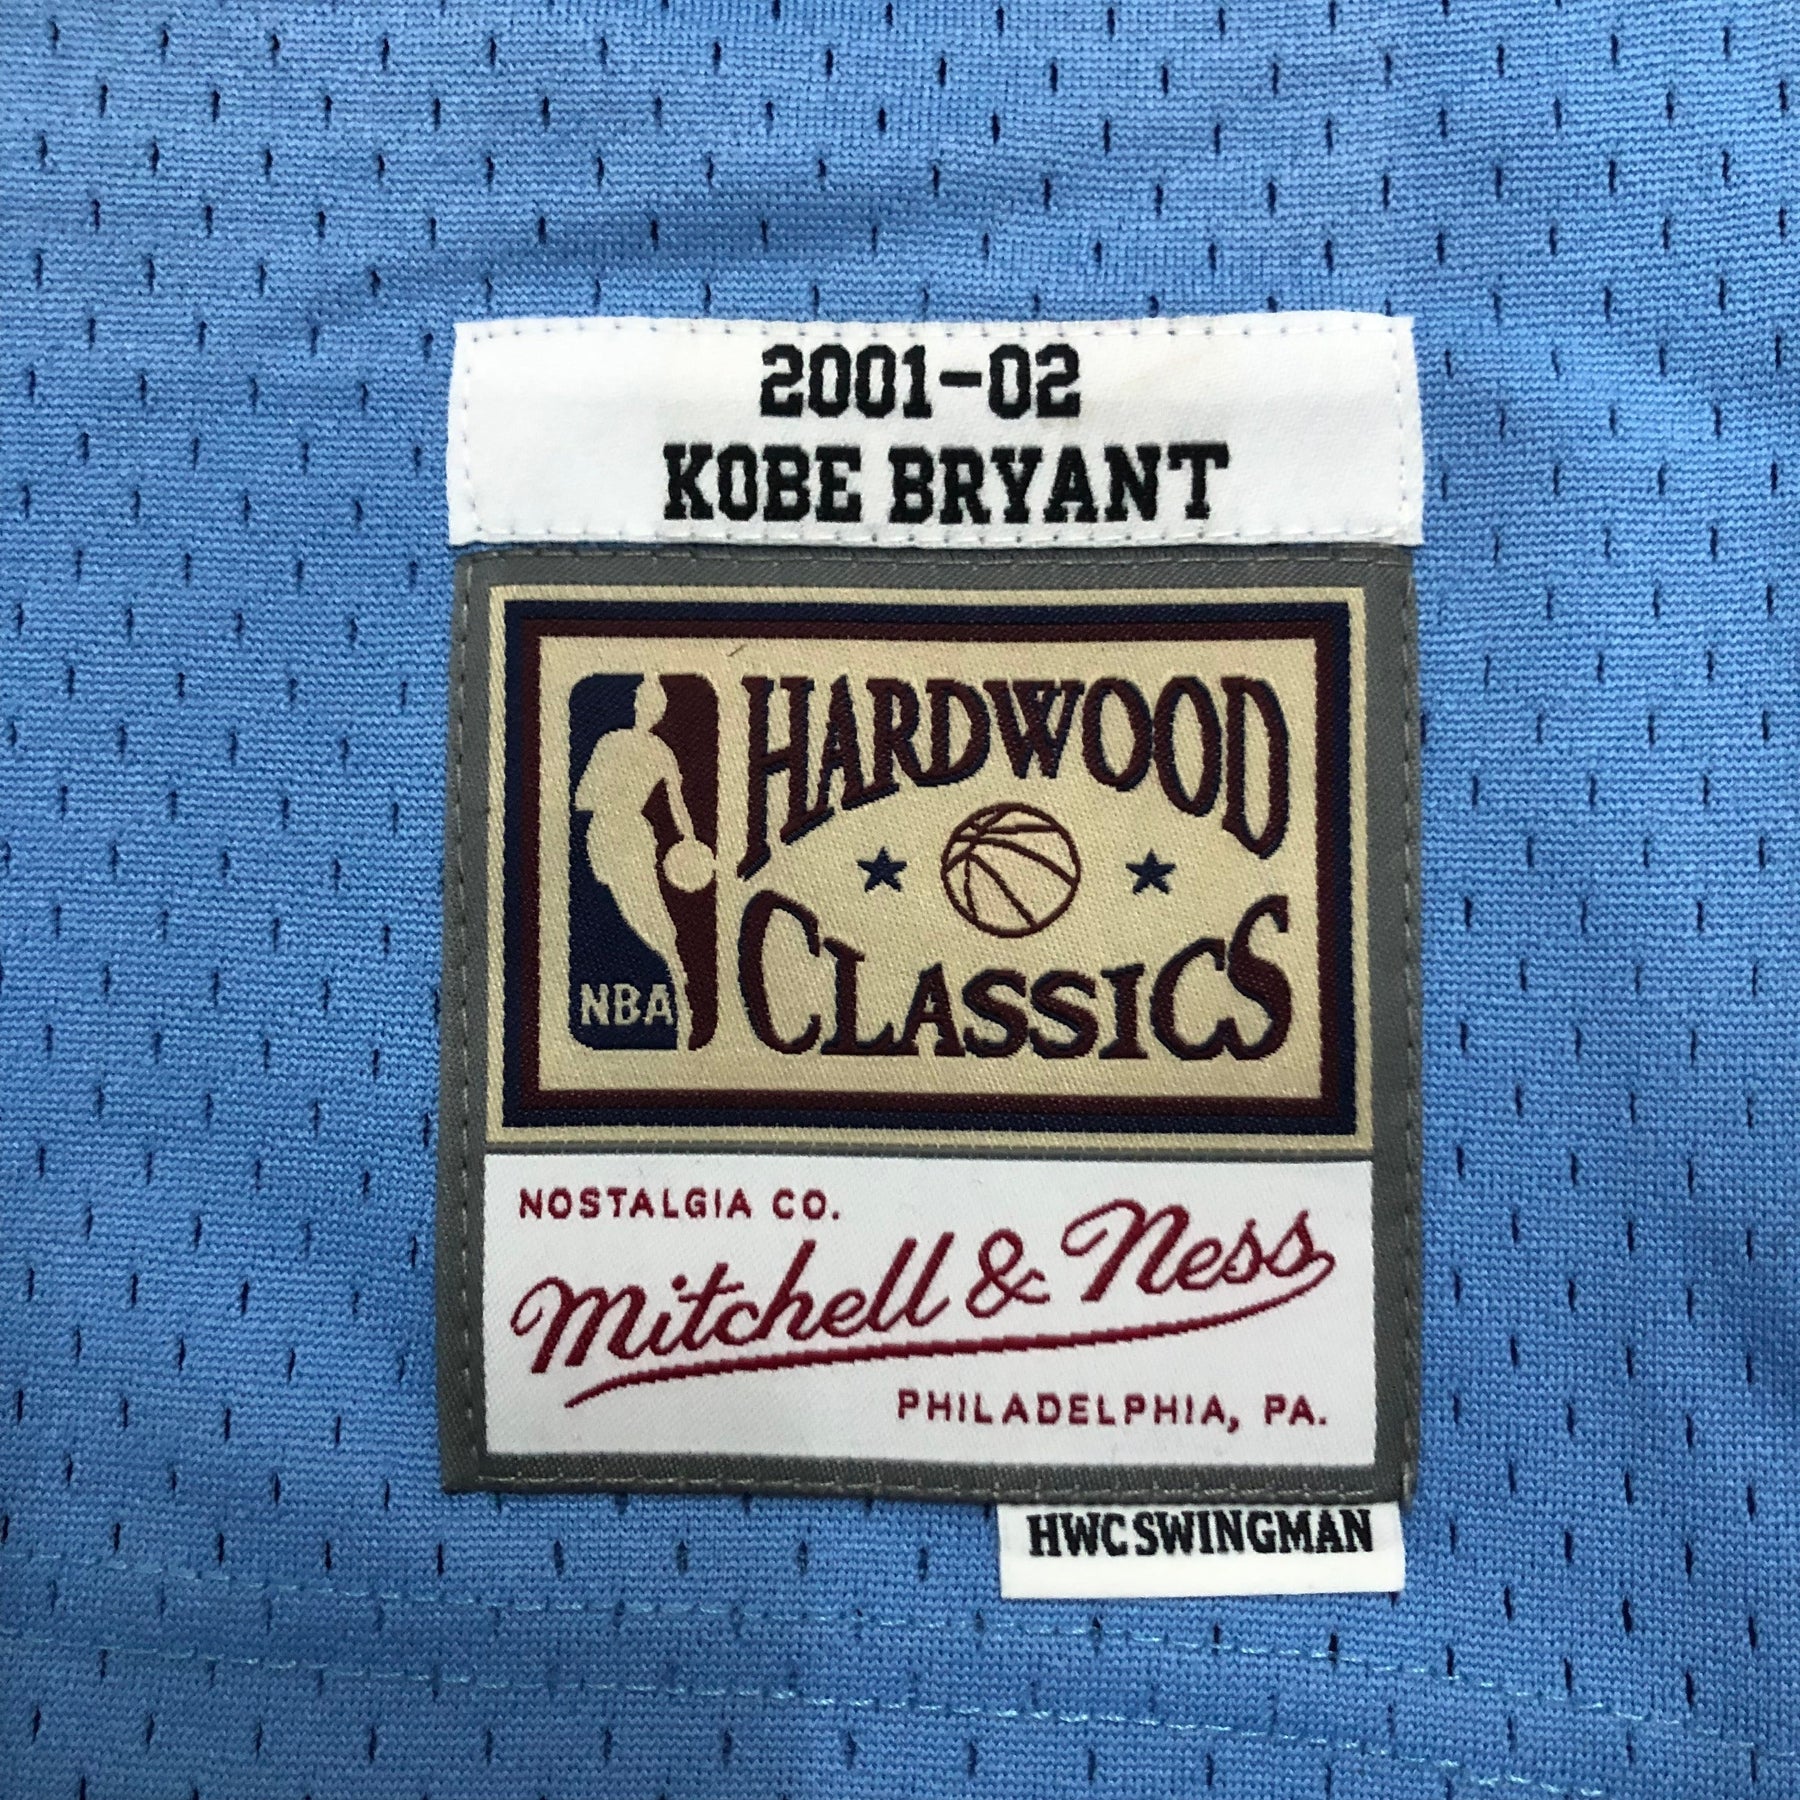 2001-02
KOBE BRYANT
HARDWOOD
CLASSICS
NBA
NOSTALGIA CO.
Mitchell & Ness
PHILADELPHIA, PA.
HWC SWINGMAN